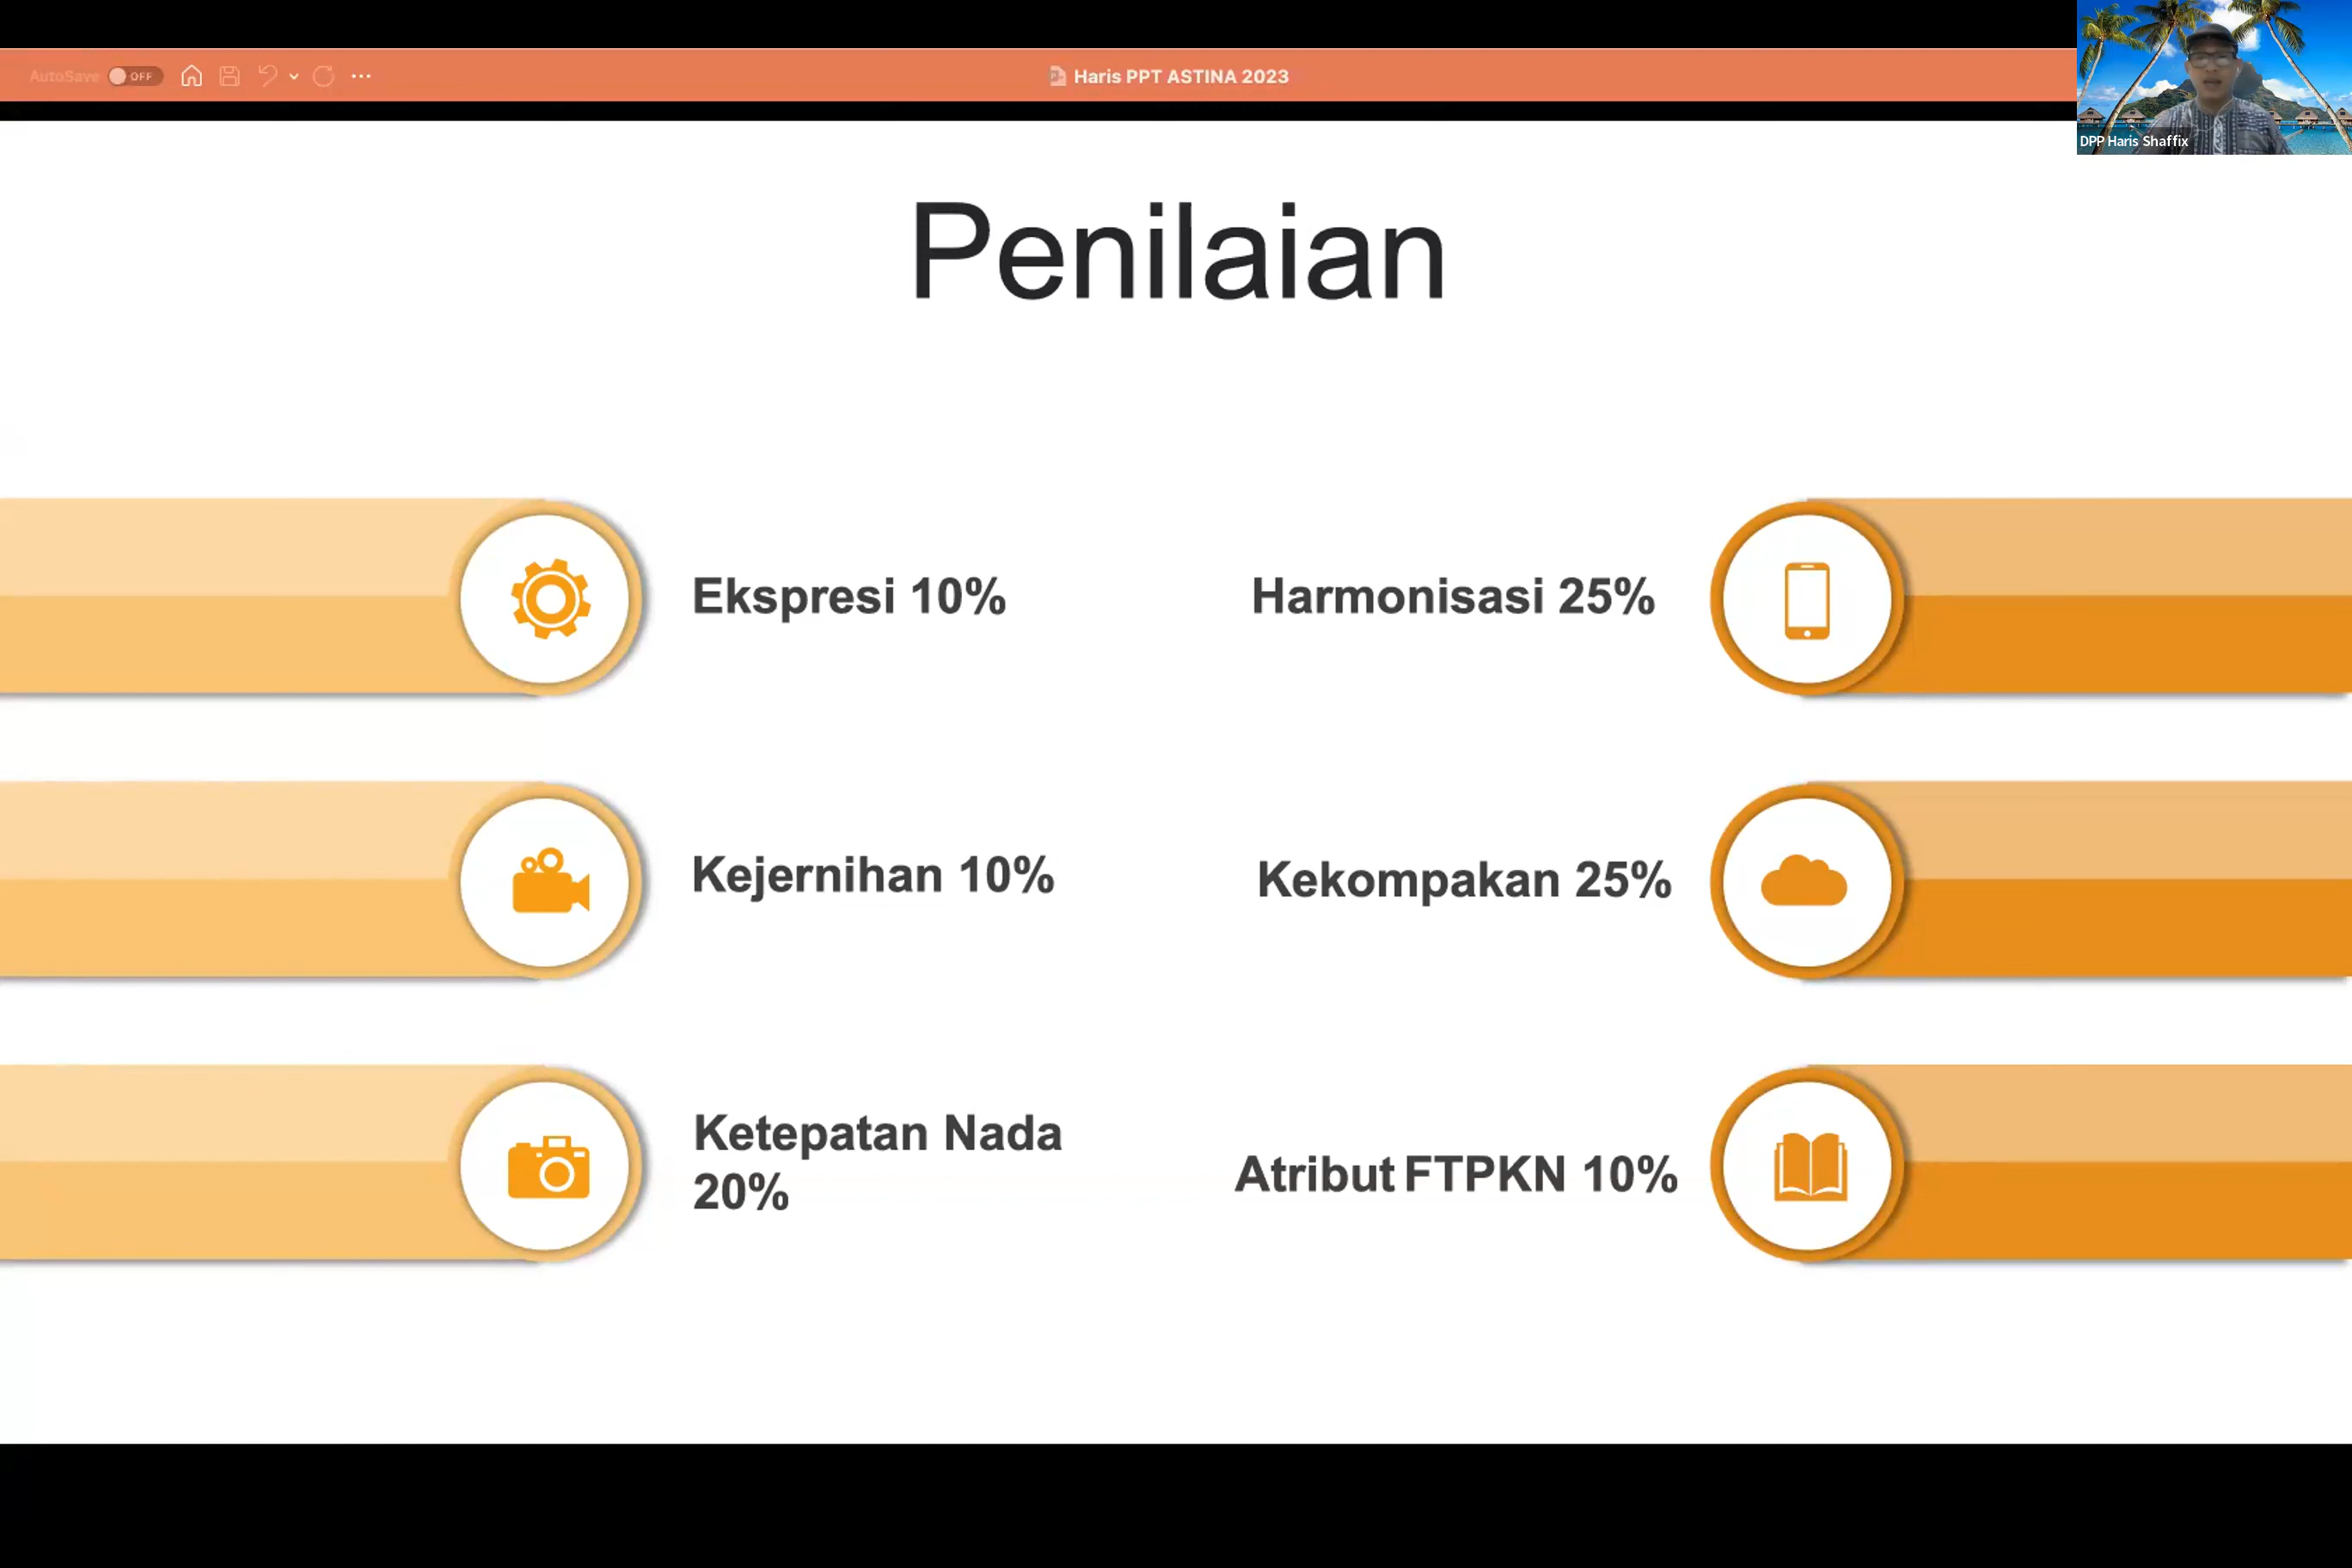 AutoSave OFF
Haris PPT ASTINA 2023
DPP Haris Shaffix
Penilaian
Ekspresi 10%
Harmonisasi 25%
Kejernihan 10%
Kekompakan 25%
Ketepatan Nada
20%
Atribut FTPKN 10%